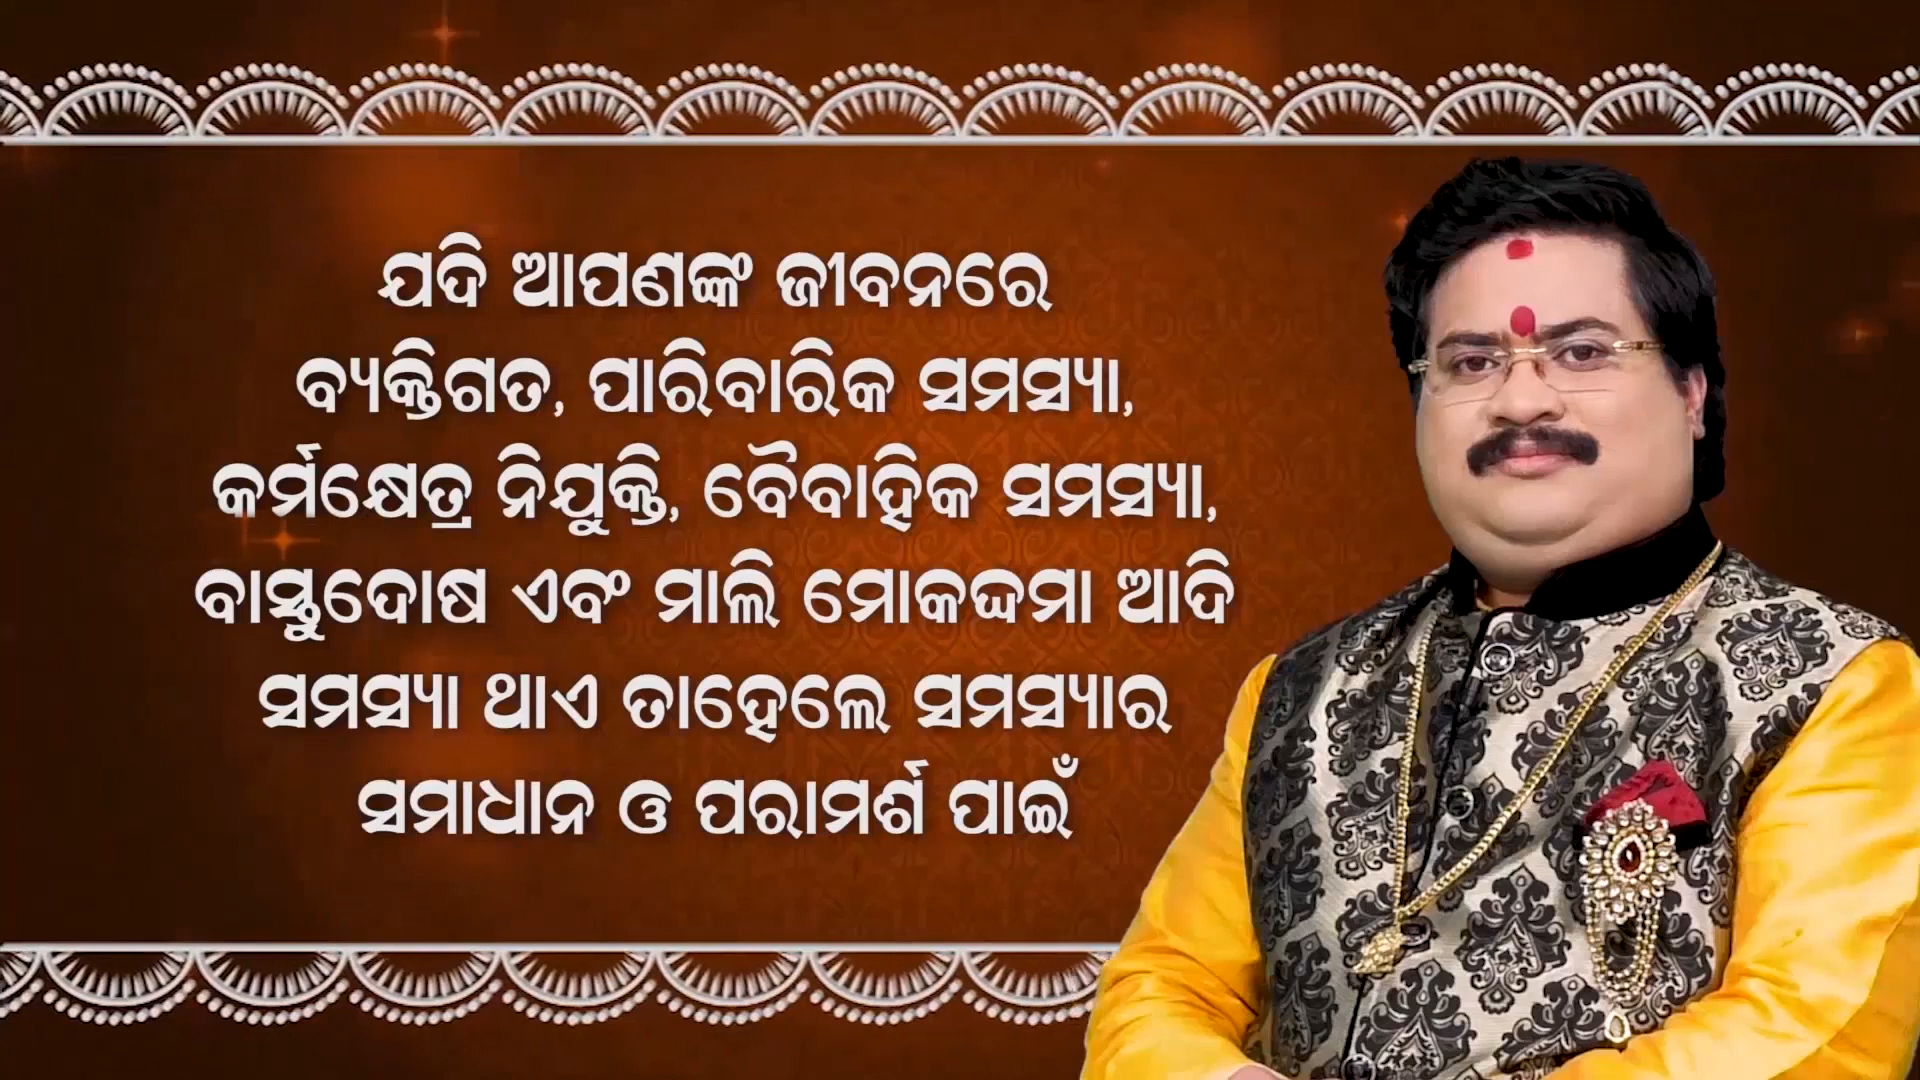 ଯଦି ଆପଣଙ୍କ ଜୀବନରେ
ବ୍ୟକ୍ତିଗତ, ପାରିବାରିକ ସମସ୍ୟା,
କର୍ମକ୍ଷେତ୍ର ନିଯୁକ୍ତି, ବୈବାହିକ ସମସ୍ୟା,
ବାସ୍ତୁଦୋଷ ଏବଂ ମାଲି ମୋକଦ୍ଦମା ଆଦି
ସମସ୍ୟା ଥାଏ ତାହେଲେ ସମସ୍ୟାର
ସମାଧାନ ଓ ପରାମର୍ଶ ପାଇଁ